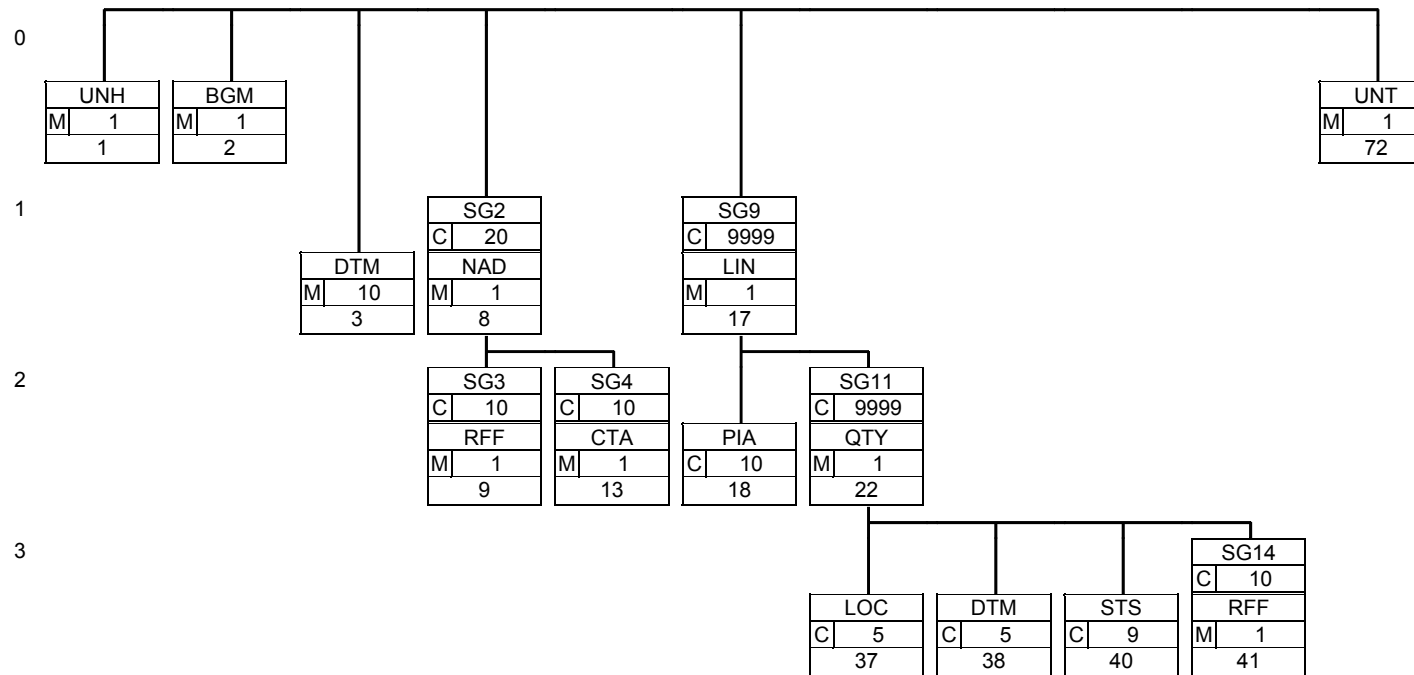 0
UNH BGM UNT
M 1 M 1 M 1
1 2 72
1
SG2 SG9
C 20 C 9999
DTM NAD LIN
M 10 M 1 M 1
3 8 17
2
SG3 SG4 SG11
C 10 C 10 C 9999
RFF CTA PIA QTY
M 1 M 1 C 10 M 1
9 13 18 22
3
SG14
C 10
LOC DTM STS RFF
C 5 C 5 C 9 M 1
37 38 40 41